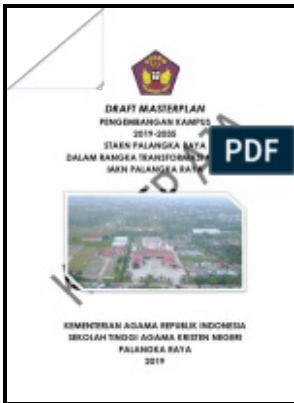 DRAFT MASTERPLAN
PENGEMBANGAN KAMPUS
2019-2035
STAKN PALANGKA RAYA
DALAM RANGKA TRANSFORMASI
IAKN PALANGKA RAYA
PDF
KEMENTERIAN AGAMA REPUBLIK INDONESIA
SEKOLAH TINGGI AGAMA KRISTEN NEGERI
PALANGKA RAYA
2019